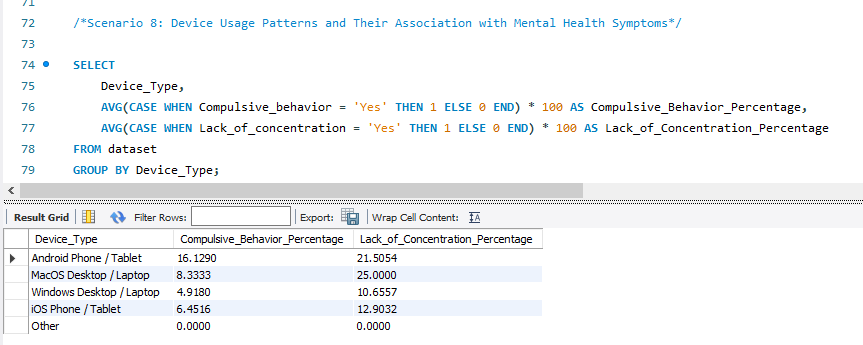 71
72 /*Scenario 8: Device Usage Patterns and Their Association with Mental Health Symptoms*/
73
74 SELECT
75 Device_Type,
76 AVG(CASE WHEN Compulsive_behavior = 'Yes' THEN 1 ELSE 0 END) * 100 AS Compulsive_Behavior_Percentage,
77 AVG(CASE WHEN Lack_of_concentration = 'Yes' THEN 1 ELSE 0 END) * 100 AS Lack_of_Concentration_Percentage
78 FROM dataset
79 GROUP BY Device_Type;
Result Grid Filter Rows: Export: Wrap Cell Content:
Device_Type Compulsive_Behavior_Percentage Lack_of_Concentration_Percentage
Android Phone / Tablet 16.1290 21.5054
MacOS Desktop / Laptop 8.3333 25.0000
Windows Desktop / Laptop 4.9180 10.6557
iOS Phone / Tablet 6.4516 12.9032
Other 0.0000 0.0000